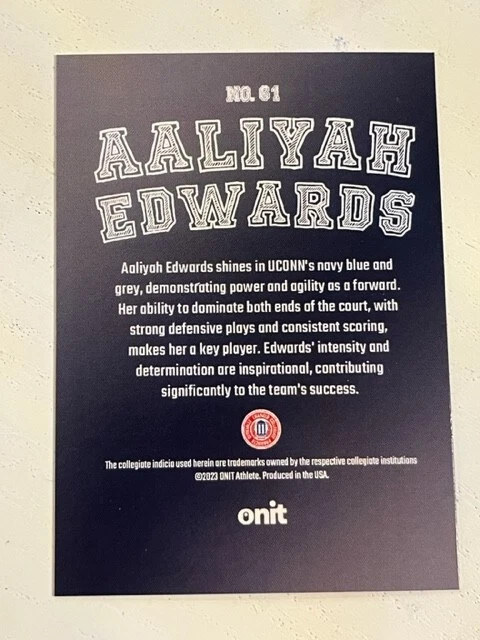 NO. 61
AALIYAH
EDWARDS
Aaliyah Edwards shines in UCONN's navy blue and
grey, demonstrating power and agility as a forward.
Her ability to dominate both ends of the court, with
strong defensive plays and consistent scoring,
makes her a key player. Edwards' intensity and
determination are inspirational, contributing
significantly to the team's success.
The collegiate indicia used herein are trademarks owned by the respective collegiate institutions
©2023 ONIT Athlete. Produced in the USA.
onit